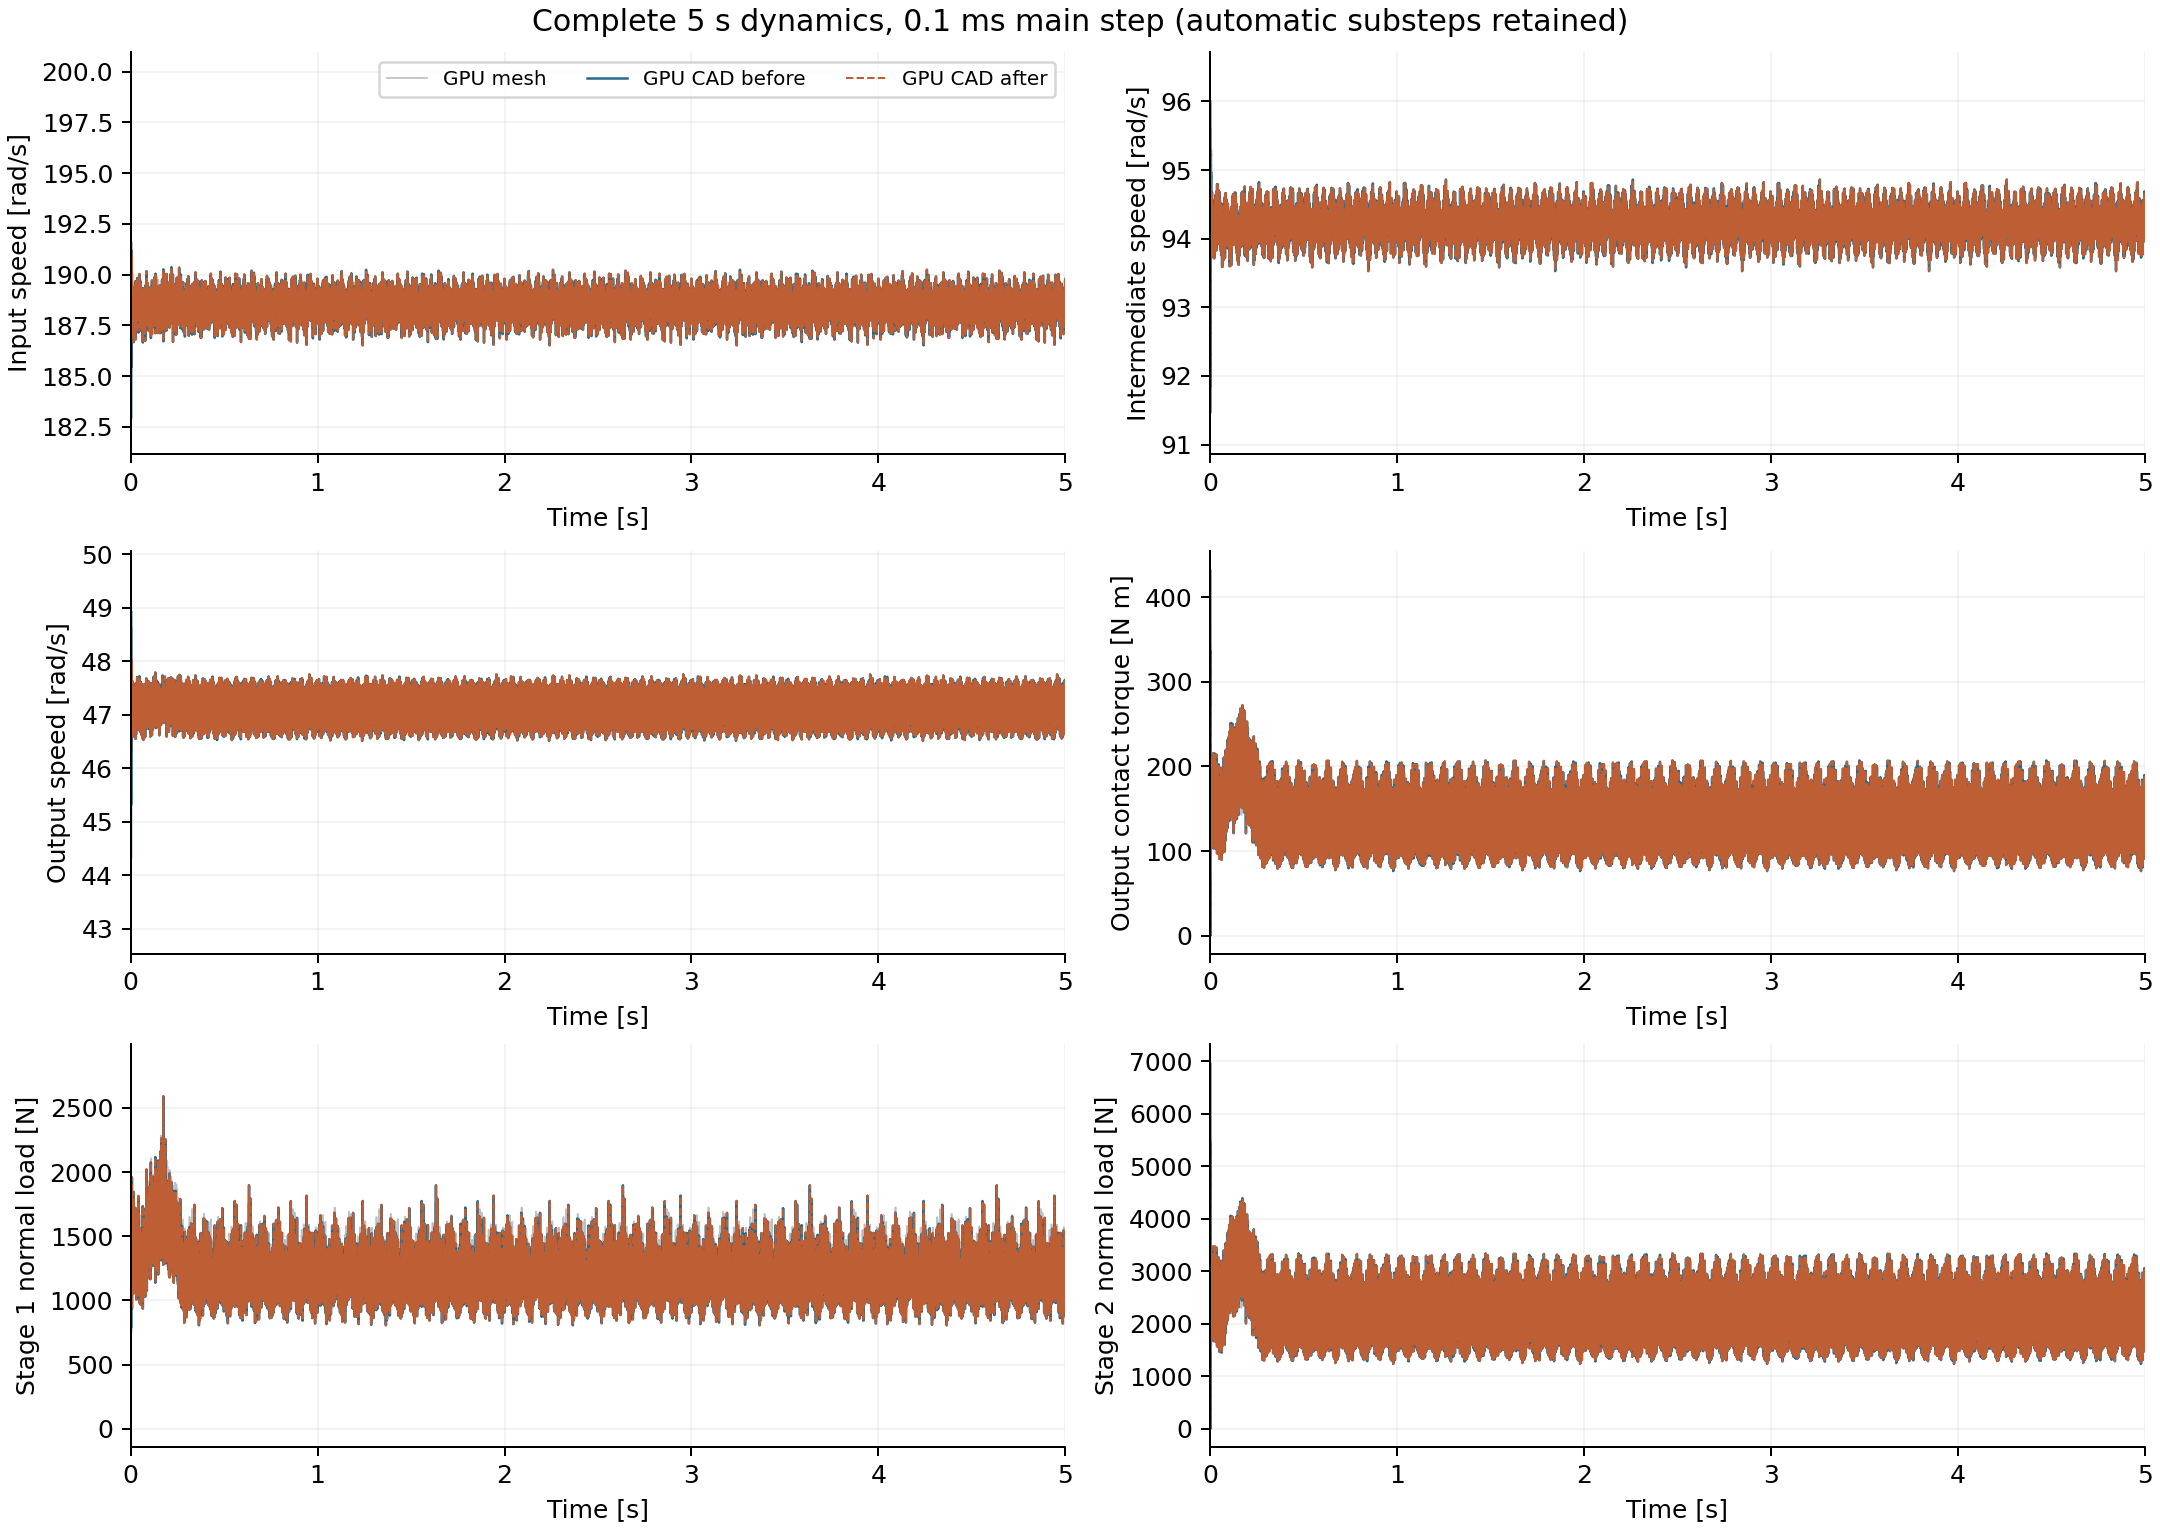 Complete 5 s dynamics, 0.1 ms main step (automatic substeps retained)
GPU mesh GPU CAD before GPU CAD after
Input speed [rad/s]
200.0
197.5
195.0
192.5
190.0
187.5
185.0
182.5
0 1 2 3 4 5
Time [s]
Intermediate speed [rad/s]
96
95
94
93
92
91
0 1 2 3 4 5
Time [s]
Output speed [rad/s]
50
49
48
47
46
45
44
43
0 1 2 3 4 5
Time [s]
Output contact torque [N m]
400
300
200
100
0
0 1 2 3 4 5
Time [s]
Stage 1 normal load [N]
2500
2000
1500
1000
500
0
0 1 2 3 4 5
Time [s]
Stage 2 normal load [N]
7000
6000
5000
4000
3000
2000
1000
0
0 1 2 3 4 5
Time [s]